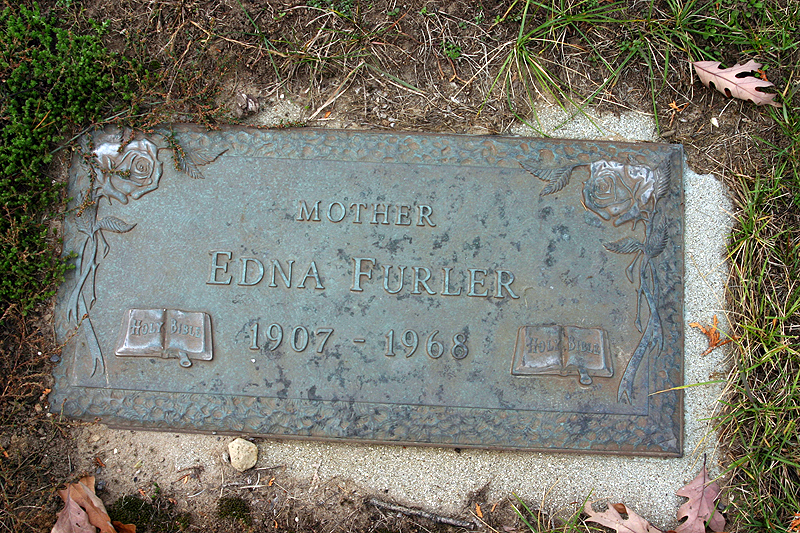 MOTHER
EDNA FURLER
1907 - 1968
HOLY BIBLE
HOLY BIBLE